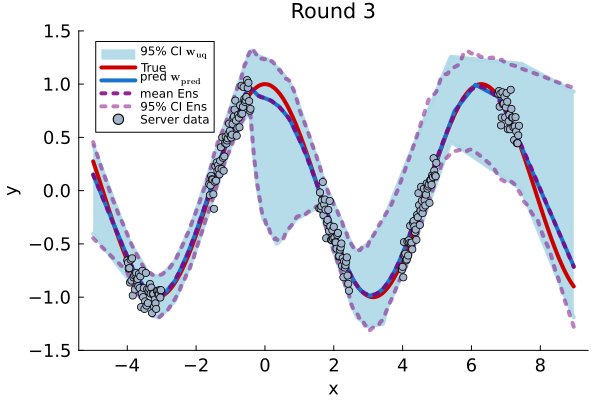 Round 3
1.5
1.0
0.5
0.0
−0.5
−1.0
−1.5
y
95% CI w_uq
True
pred w_pred
mean Ens
95% CI Ens
Server data
−4 −2 0 2 4 6 8
x